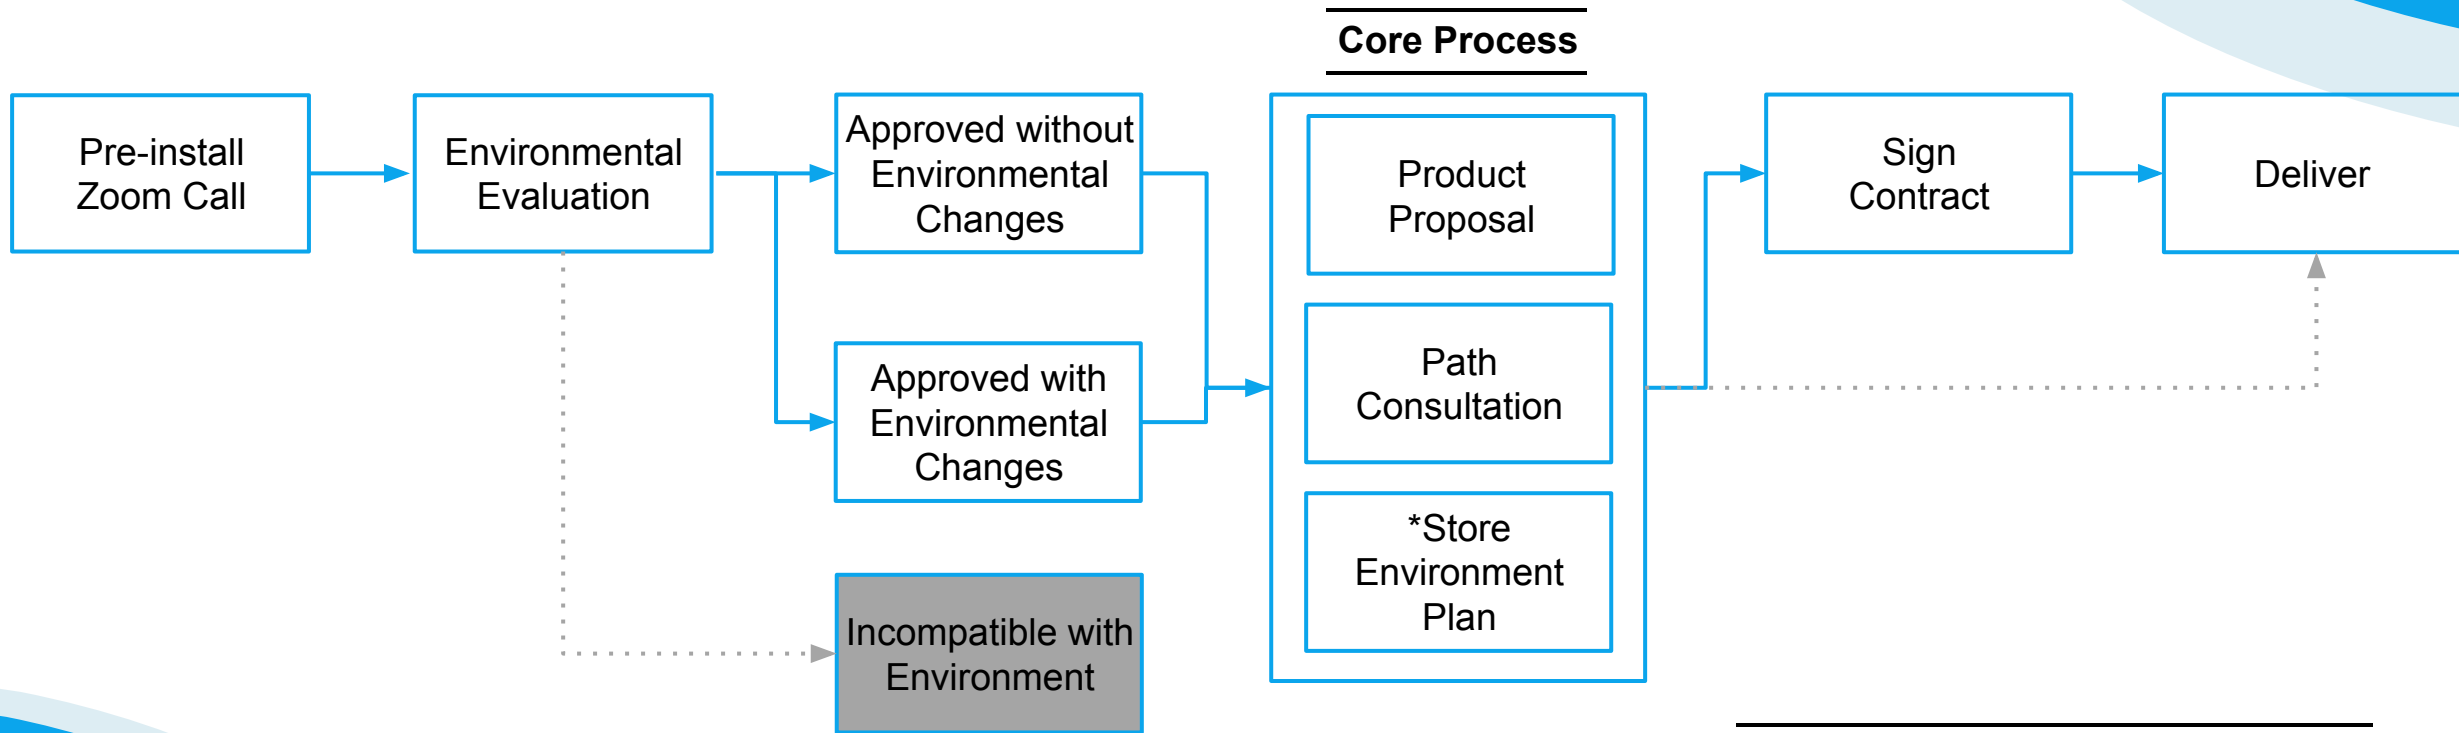 Core Process
Pre-install
Zoom Call
Environmental
Evaluation
Approved without
Environmental
Changes
Approved with
Environmental
Changes
Incompatible with
Environment
Product
Proposal
Path
Consultation
*Store
Environment
Plan
Sign
Contract
Deliver